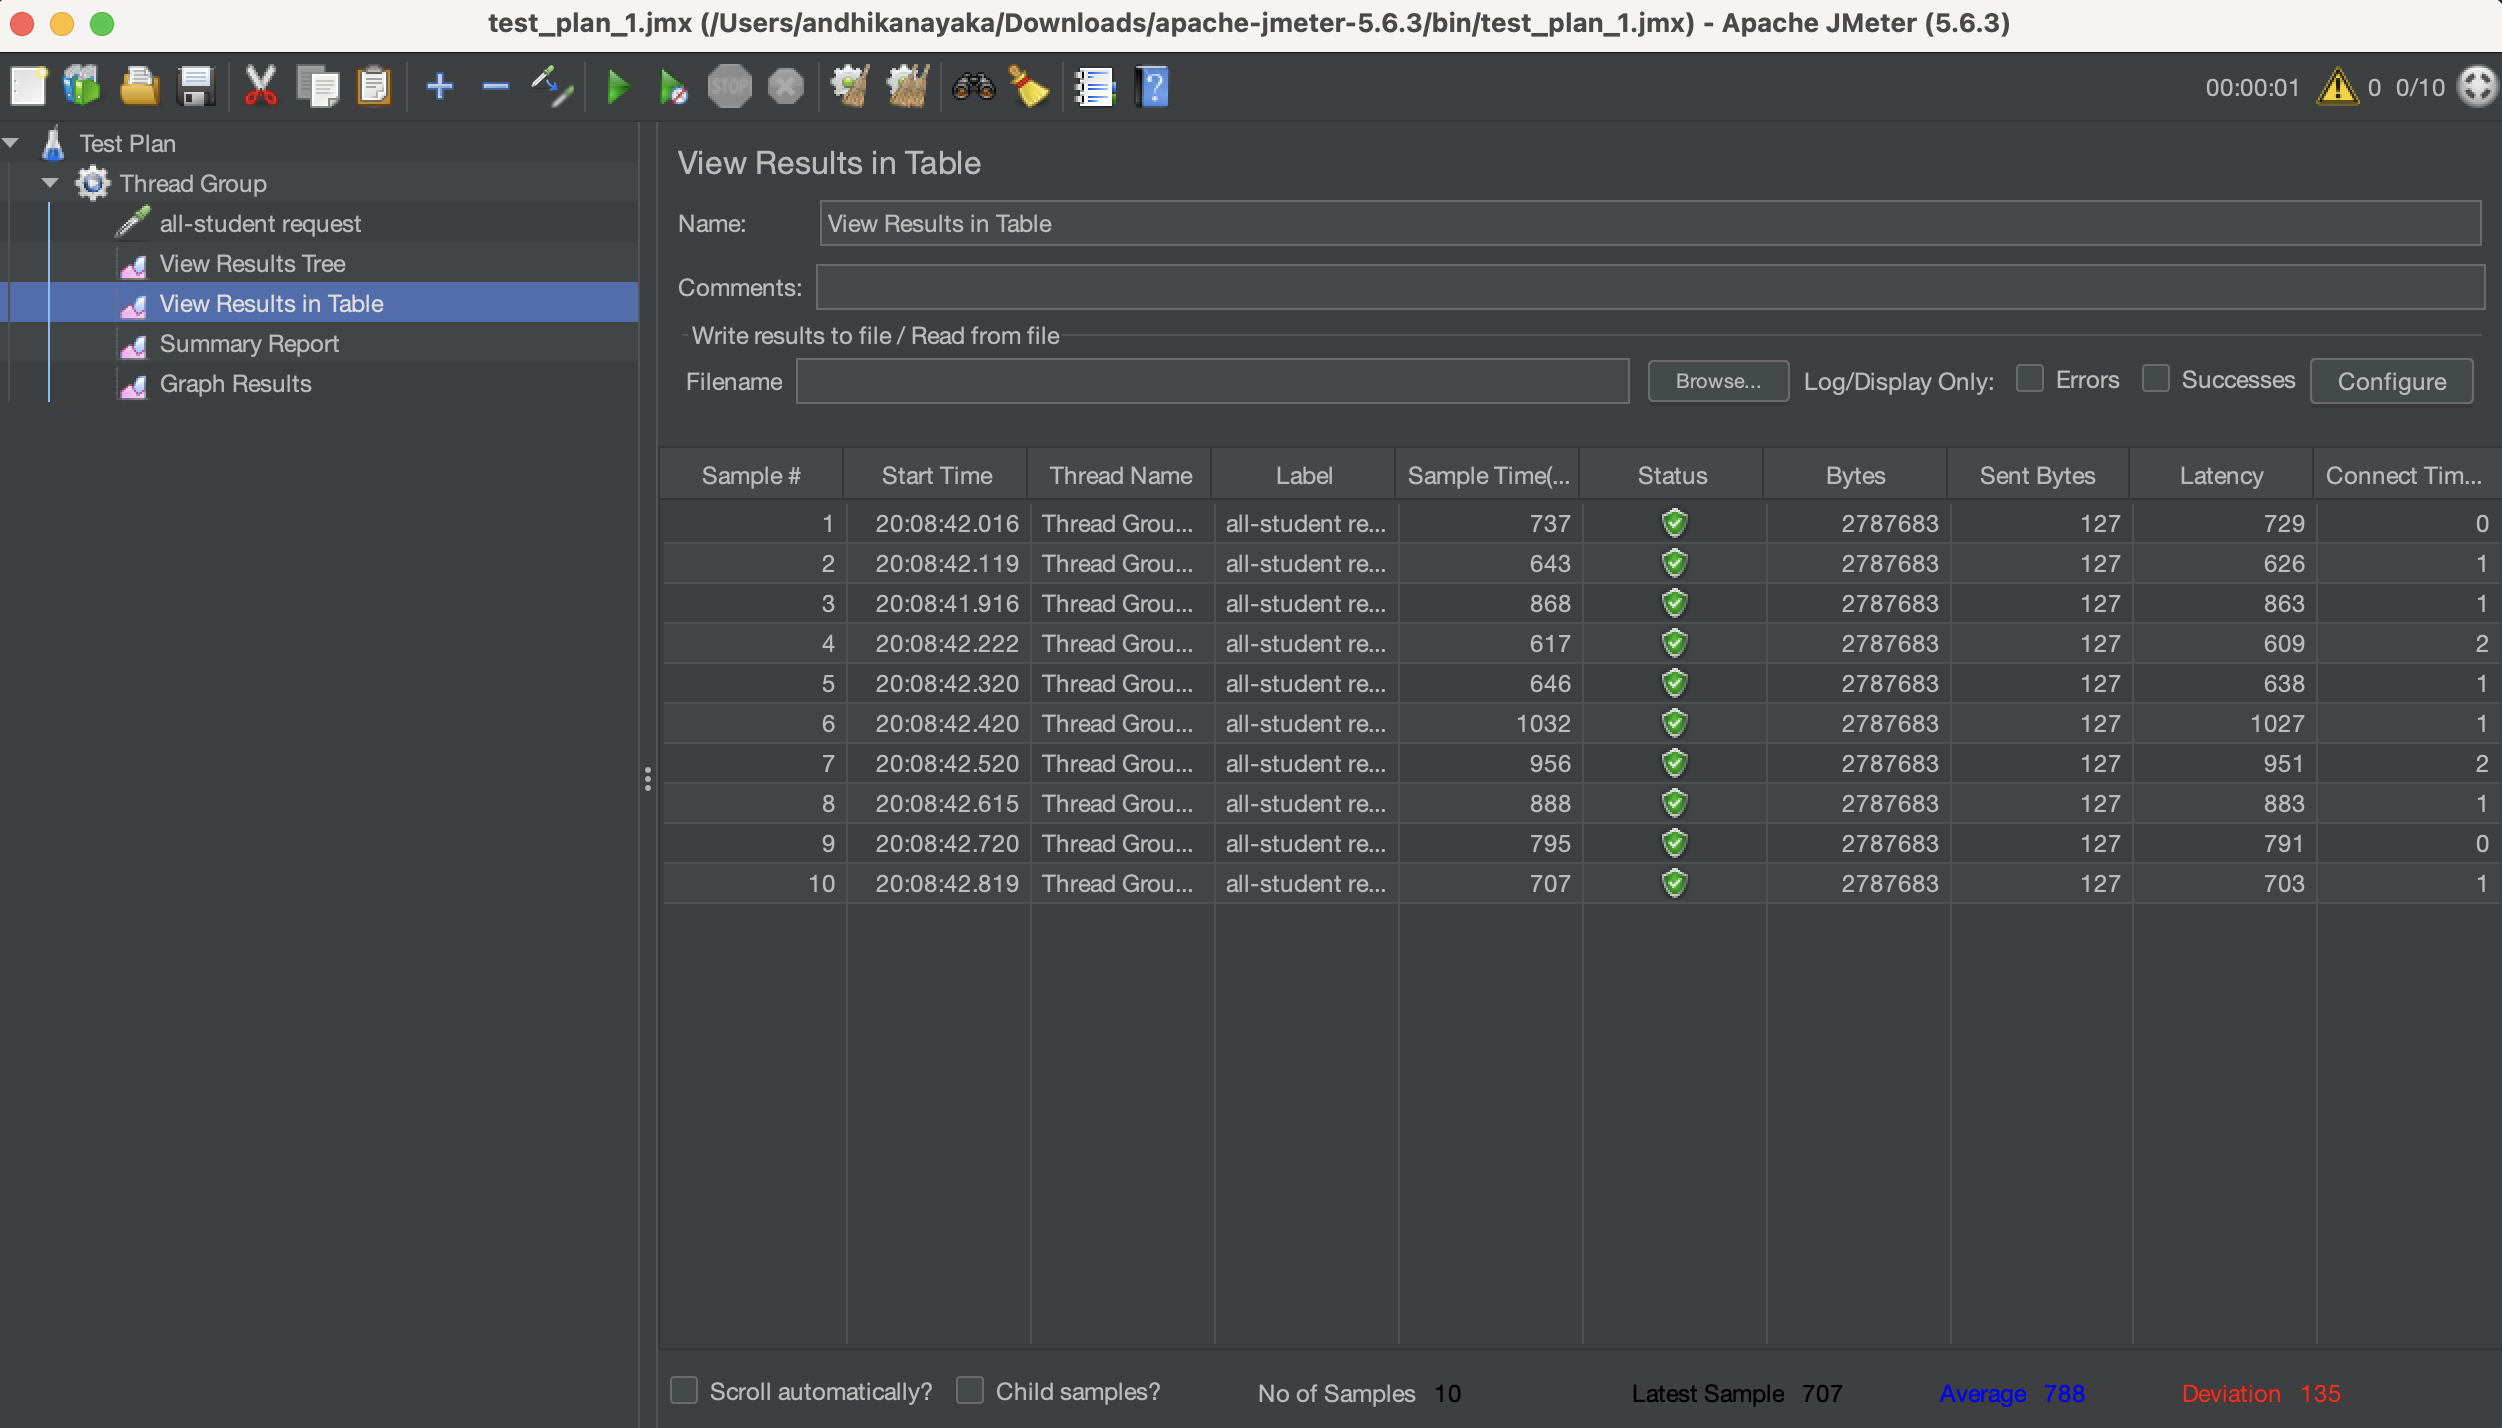 test_plan_1.jmx (/Users/andhikanayaka/Downloads/apache-jmeter-5.6.3/bin/test_plan_1.jmx) - Apache JMeter (5.6.3)
STOP
00:00:01 0 0/10
Test Plan
Thread Group
all-student request
View Results Tree
View Results in Table
Summary Report
Graph Results
View Results in Table
Name: View Results in Table
Comments:
Write results to file / Read from file
Filename Browse... Log/Display Only: Errors Successes Configure
Sample # Start Time Thread Name Label Sample Time(... Status Bytes Sent Bytes Latency Connect Tim...
1 20:08:42.016 Thread Grou... all-student re... 737 2787683 127 729 0
2 20:08:42.119 Thread Grou... all-student re... 643 2787683 127 626 1
3 20:08:41.916 Thread Grou... all-student re... 868 2787683 127 863 1
4 20:08:42.222 Thread Grou... all-student re... 617 2787683 127 609 2
5 20:08:42.320 Thread Grou... all-student re... 646 2787683 127 638 1
6 20:08:42.420 Thread Grou... all-student re... 1032 2787683 127 1027 1
7 20:08:42.520 Thread Grou... all-student re... 956 2787683 127 951 2
8 20:08:42.615 Thread Grou... all-student re... 888 2787683 127 883 1
9 20:08:42.720 Thread Grou... all-student re... 795 2787683 127 791 0
10 20:08:42.819 Thread Grou... all-student re... 707 2787683 127 703 1
Scroll automatically? Child samples? No of Samples 10 Latest Sample 707 Average 788 Deviation 135